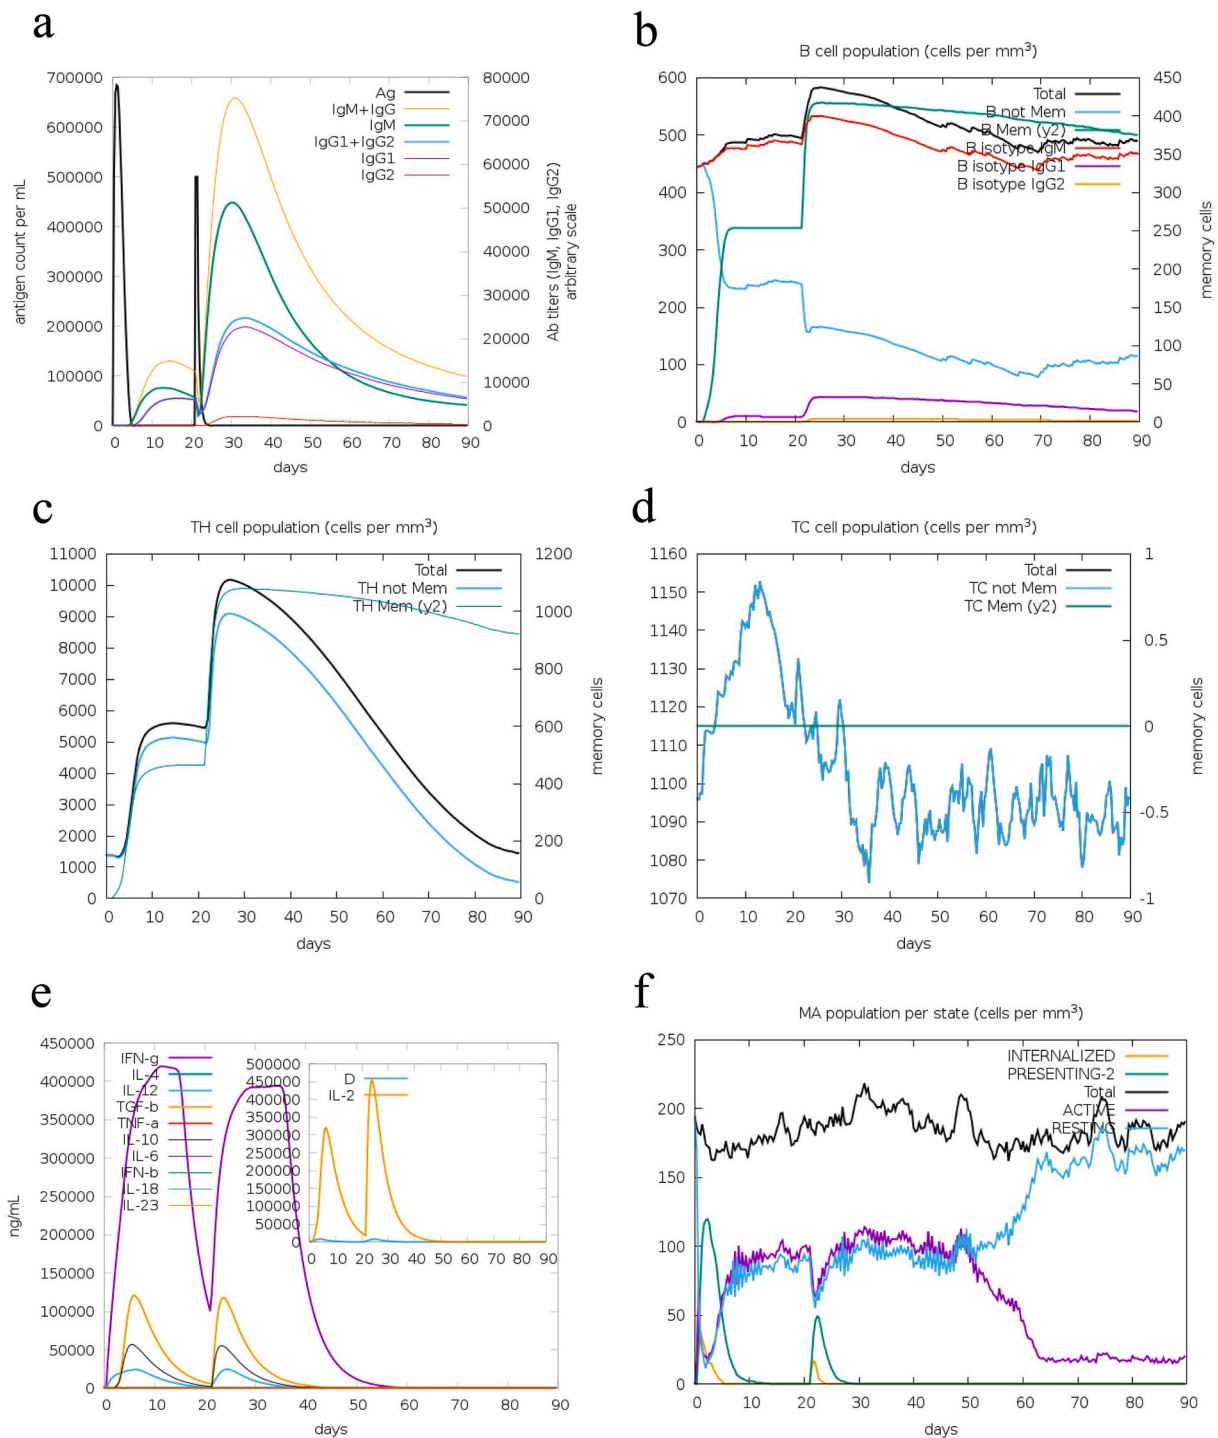 a
700000
600000
500000
400000
300000
200000
100000
0
antigen count per mL
80000
70000
60000
50000
40000
30000
20000
10000
0
Ab titers (IgM, IgG1, IgG2)
arbitrary scale
Ag
IgM+IgG
IgM
IgG1+IgG2
IgG1
IgG2
0 10 20 30 40 50 60 70 80 90
days
b
B cell population (cells per mm3)
600
500
400
300
200
100
0
450
400
350
300
250
200
150
100
50
0
memory cells
Total
B not Mem
B Mem (y2)
B isotype IgM
B isotype IgG1
B isotype IgG2
0 10 20 30 40 50 60 70 80 90
days
c
TH cell population (cells per mm3)
11000
10000
9000
8000
7000
6000
5000
4000
3000
2000
1000
0
1200
1000
800
600
400
200
0
memory cells
Total
TH not Mem
TH Mem (y2)
0 10 20 30 40 50 60 70 80 90
days
d
TC cell population (cells per mm3)
1160
1150
1140
1130
1120
1110
1100
1090
1080
1070
1
0.5
0
-0.5
-1
memory cells
Total
TC not Mem
TC Mem (y2)
0 10 20 30 40 50 60 70 80 90
days
e
450000
400000
350000
300000
250000
200000
150000
100000
50000
0
ng/mL
IFN-g
IL-4
IL-12
TGF-b
TNF-a
IL-10
IL-6
IFN-b
IL-18
IL-23
500000
450000
400000
350000
300000
250000
200000
150000
100000
50000
0
D
IL-2
0 10 20 30 40 50 60 70 80 90
0 10 20 30 40 50 60 70 80 90
days
f
MA population per state (cells per mm3)
250
200
150
100
50
0
INTERNALIZED
PRESENTING-2
Total
ACTIVE
RESTING
0 10 20 30 40 50 60 70 80 90
days